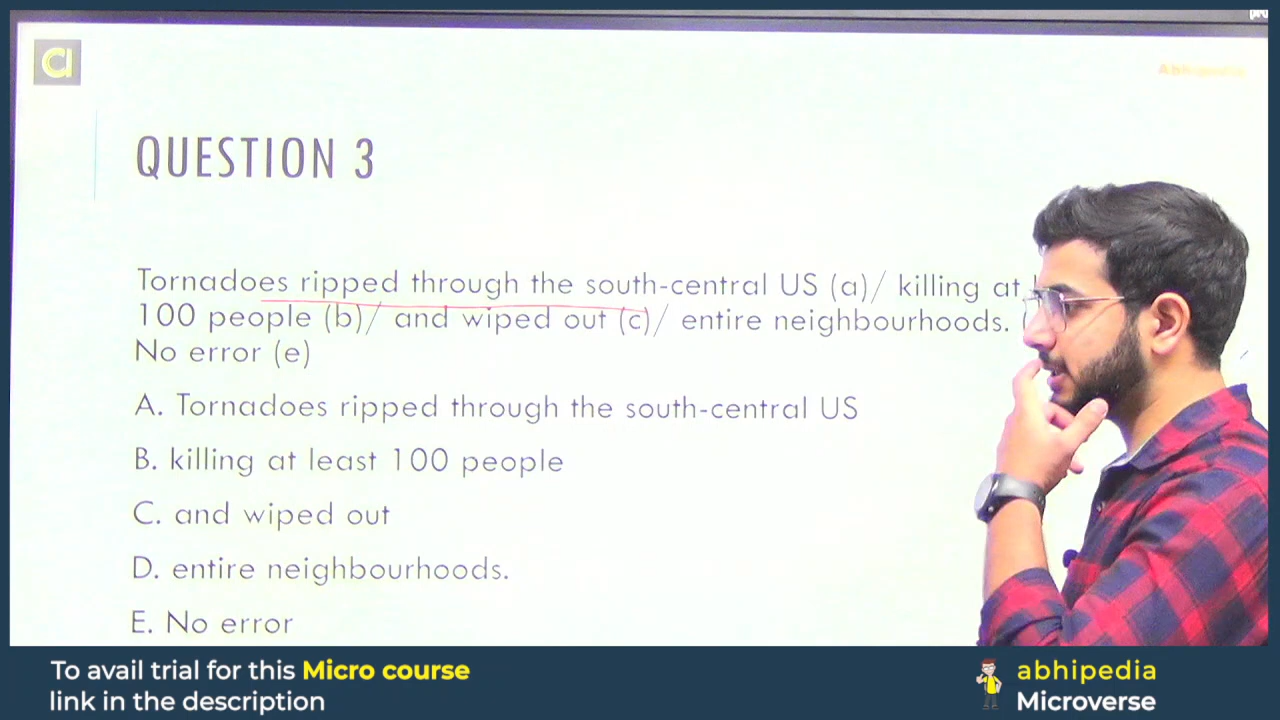 Abhipedia
QUESTION 3
Tornadoes ripped through the south-central US (a)/ killing at
100 people (b)/ and wiped out (c)/ entire neighbourhoods.
No error (e)
A. Tornadoes ripped through the south-central US
B. killing at least 100 people
C. and wiped out
D. entire neighbourhoods.
E. No error
To avail trial for this Micro course
link in the description
abhipedia
Microverse